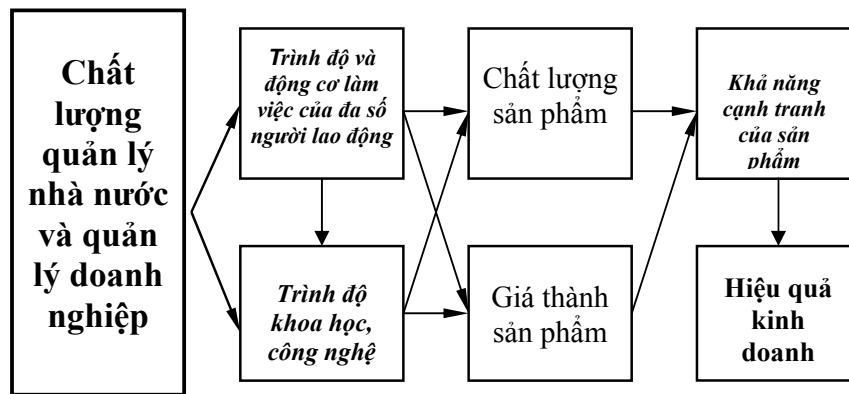 Chất
lượng
quản lý
nhà nước
và quản
lý doanh
nghiệp
Trình độ và
động cơ làm
việc của đa số
người lao động
Chất lượng
sản phẩm
Khả năng
cạnh tranh
của sản
phẩm
Trình độ
khoa học,
công nghệ
Giá thành
sản phẩm
Hiệu quả
kinh
doanh